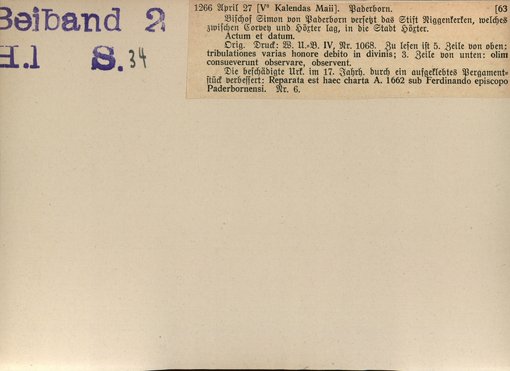 Beiband 2
H.1 S. 34
1266 April 27 [Vᵒ Kalendas Maii]. Paderborn. [63
Bischof Simon von Paderborn versetzt das Stift Niggenkerken, welches
zwischen Corvey und Höxter lag, in die Stadt Höxter.
Actum et datum.
Orig. Druck: W. U.-B. IV, Nr. 1068. Zu lesen ist 5. Zeile von oben:
tribulationes varias honore debito in divinis; 3. Zeile von unten: olim
consueverunt observare, observent.
Die beschädigte Urk. im 17. Jahrh. durch ein aufgeklebtes Pergament-
stück verbessert: Reparata est haec charta A. 1662 sub Ferdinando episcopo
Paderbornensi. Nr. 6.